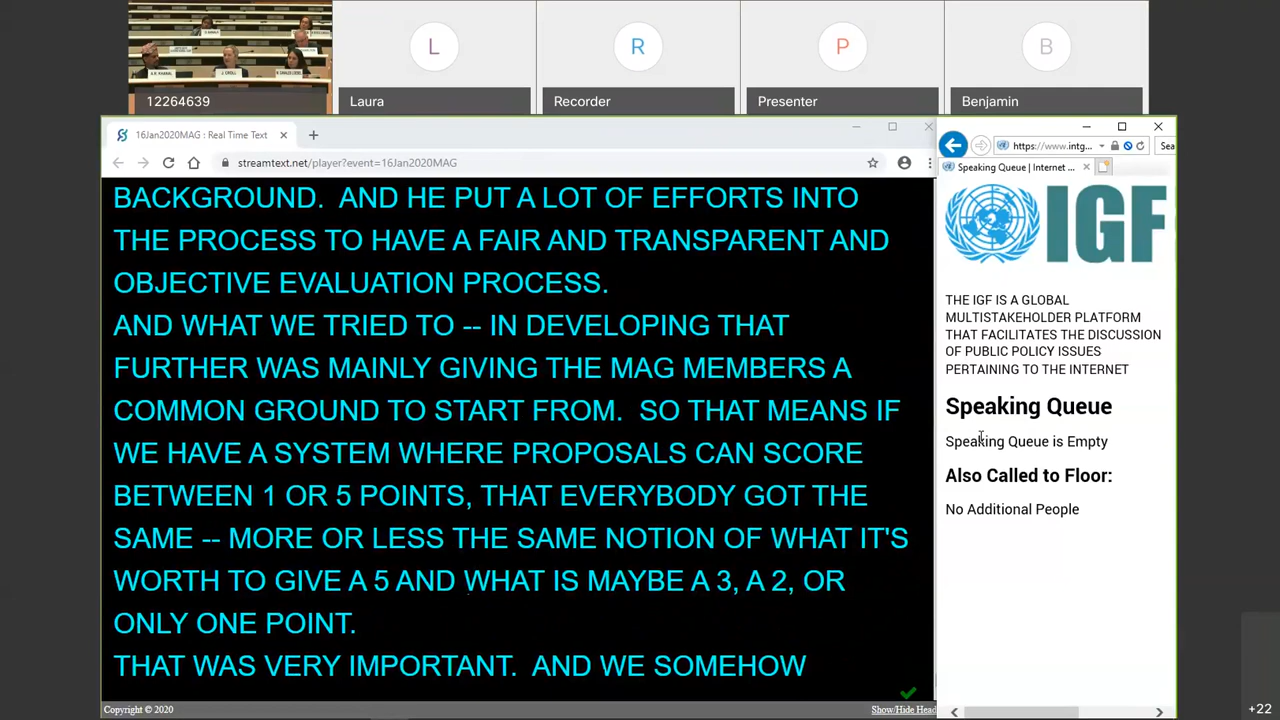 L
R
P
B
A.R. KHANAL
J. CROLL
12264639
Laura
Recorder
Presenter
Benjamin
16Jan2020MAG : Real Time Text
streamtext.net/player?event=16Jan2020MAG
BACKGROUND. AND HE PUT A LOT OF EFFORTS INTO
THE PROCESS TO HAVE A FAIR AND TRANSPARENT AND
OBJECTIVE EVALUATION PROCESS.
AND WHAT WE TRIED TO -- IN DEVELOPING THAT
FURTHER WAS MAINLY GIVING THE MAG MEMBERS A
COMMON GROUND TO START FROM. SO THAT MEANS IF
WE HAVE A SYSTEM WHERE PROPOSALS CAN SCORE
BETWEEN 1 OR 5 POINTS, THAT EVERYBODY GOT THE
SAME -- MORE OR LESS THE SAME NOTION OF WHAT IT'S
WORTH TO GIVE A 5 AND WHAT IS MAYBE A 3, A 2, OR
ONLY ONE POINT.
THAT WAS VERY IMPORTANT. AND WE SOMEHOW
Copyright © 2020
Show/Hide Head
https://www.intg...
Sea
Speaking Queue | Internet ...
IGF
THE IGF IS A GLOBAL
MULTISTAKEHOLDER PLATFORM
THAT FACILITATES THE DISCUSSION
OF PUBLIC POLICY ISSUES
PERTAINING TO THE INTERNET
Speaking Queue
Speaking Queue is Empty
Also Called to Floor:
No Additional People
+22